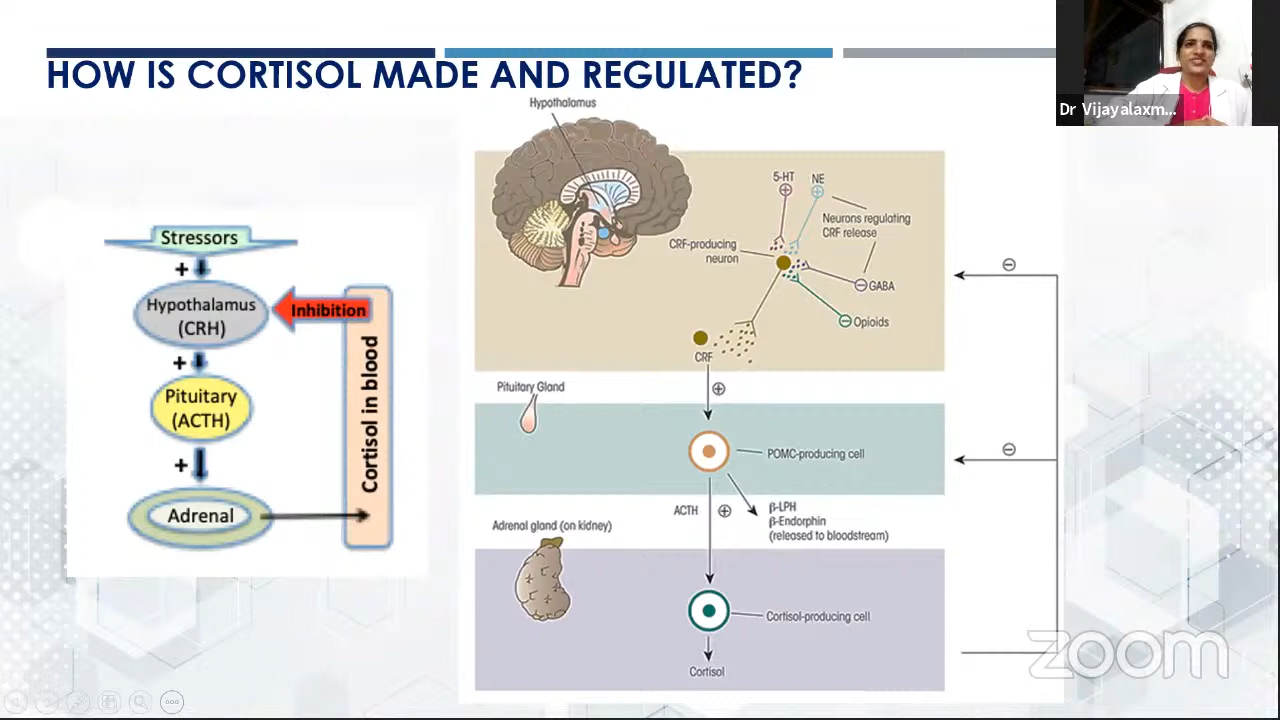 HOW IS CORTISOL MADE AND REGULATED?
Dr Vijayalaxm...
Stressors
+
Hypothalamus
(CRH)
Inhibition
+
Pituitary
(ACTH)
+
Adrenal
Cortisol in blood
Hypothalamus
5-HT
NE
Neurons regulating
CRF release
CRF-producing
neuron
GABA
Opioids
CRF
Pituitary Gland
POMC-producing cell
ACTH
β-LPH
β-Endorphin
(released to bloodstream)
Adrenal gland (on kidney)
Cortisol-producing cell
Cortisol
zoom